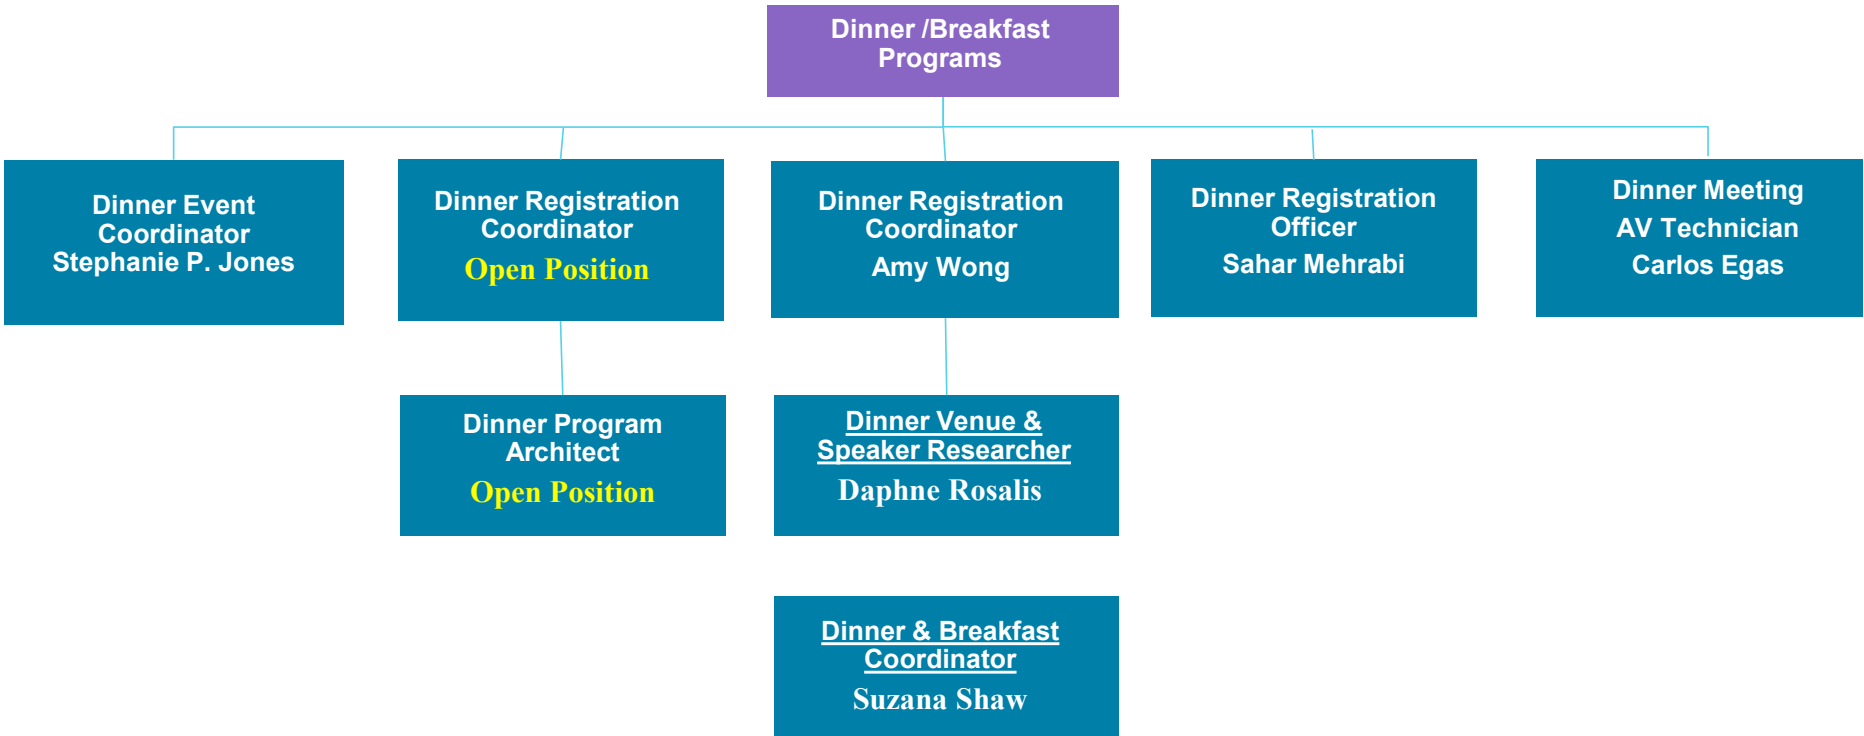 Dinner /Breakfast
Programs
Dinner Event
Coordinator
Stephanie P. Jones
Dinner Registration
Coordinator
Open Position
Dinner Registration
Coordinator
Amy Wong
Dinner Registration
Officer
Sahar Mehrabi
Dinner Meeting
AV Technician
Carlos Egas
Dinner Program
Architect
Open Position
Dinner Venue &
Speaker Researcher
Daphne Rosalis
Dinner & Breakfast
Coordinator
Suzana Shaw